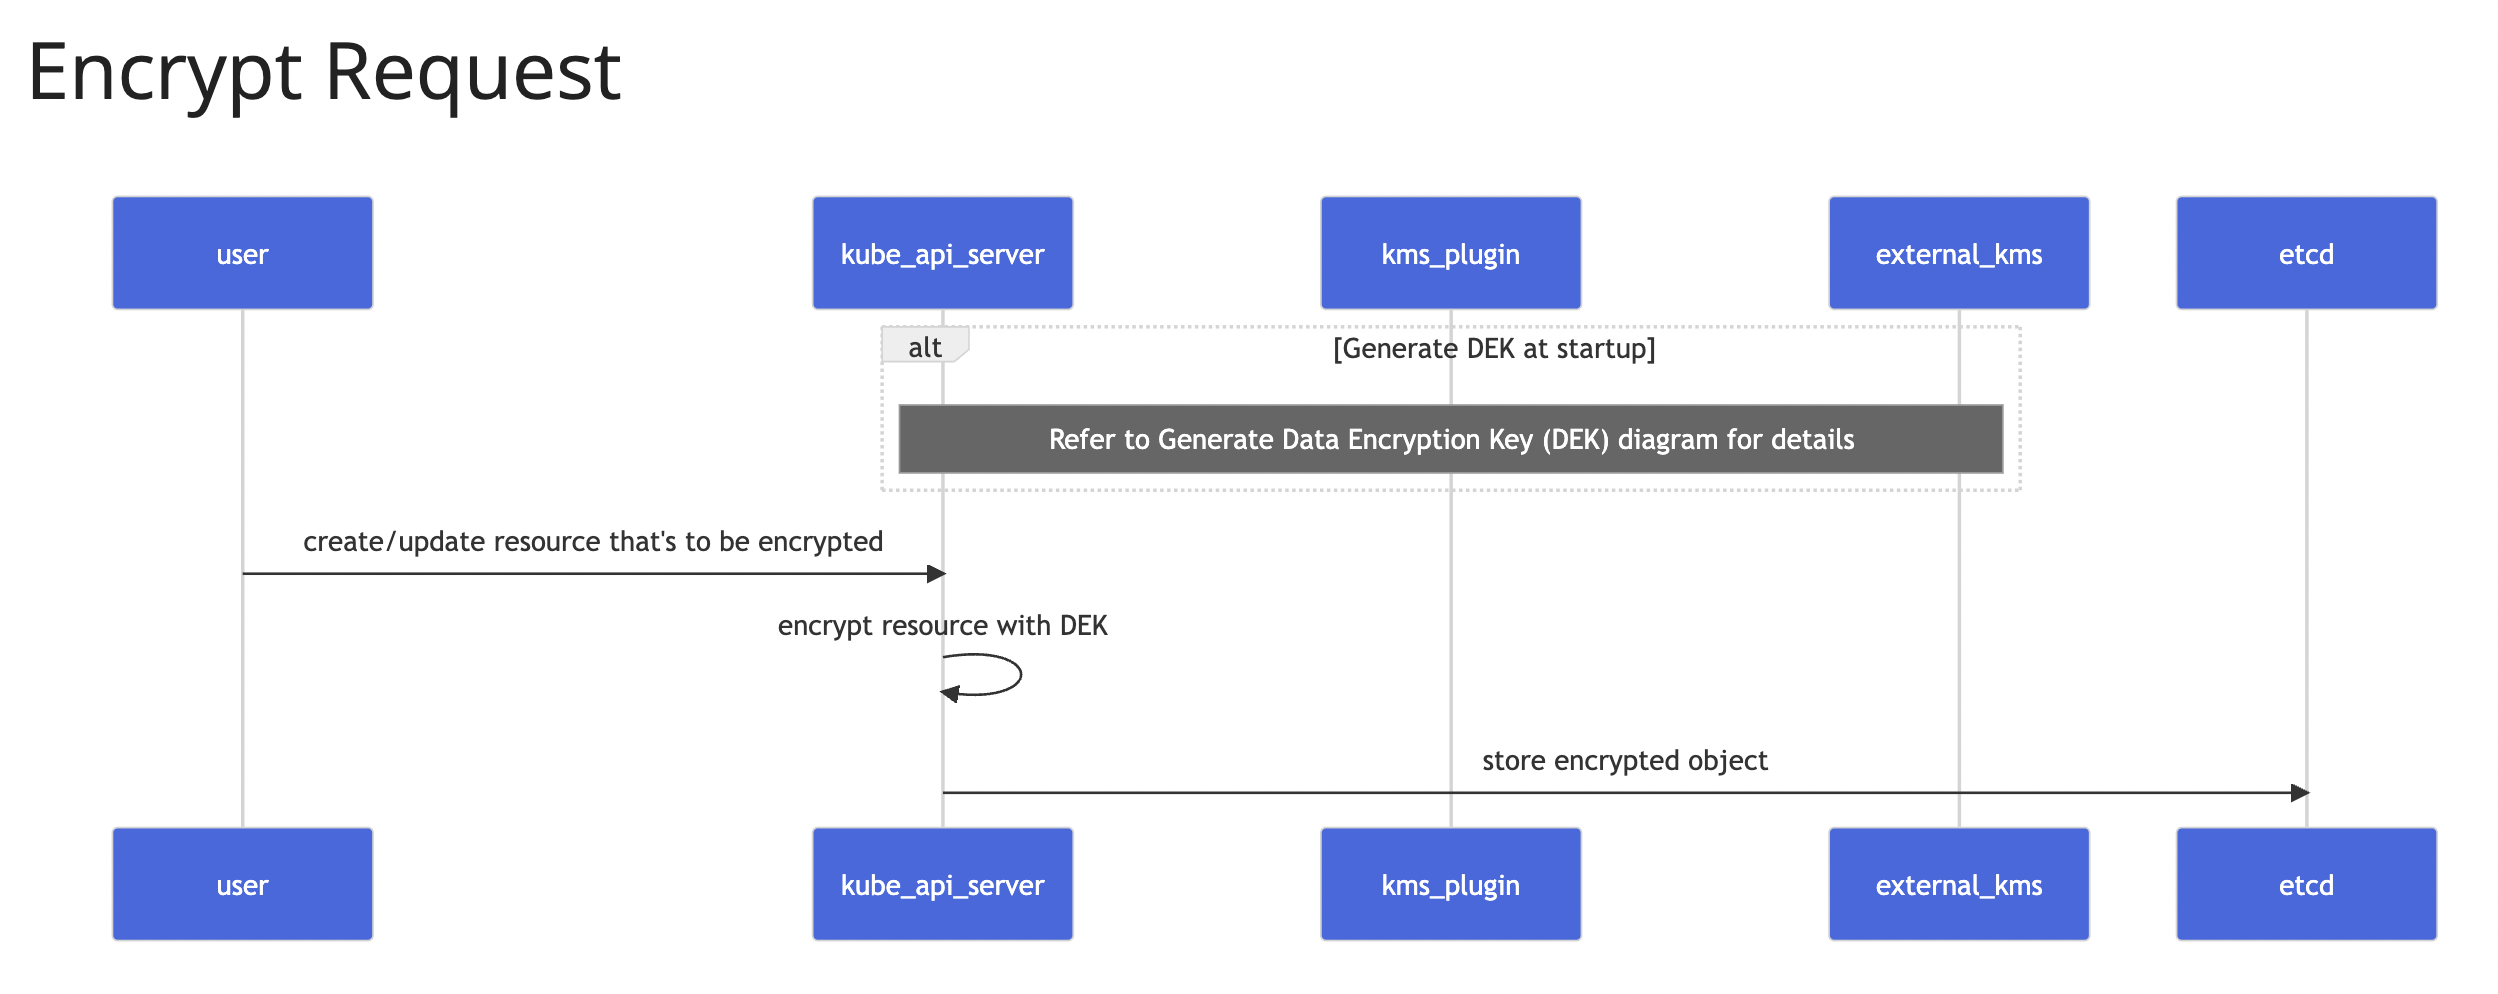 Encrypt Request
user
kube_api_server
kms_plugin
external_kms
etcd
alt
[Generate DEK at startup]
Refer to Generate Data Encryption Key (DEK) diagram for details
create/update resource that's to be encrypted
encrypt resource with DEK
store encrypted object
user
kube_api_server
kms_plugin
external_kms
etcd